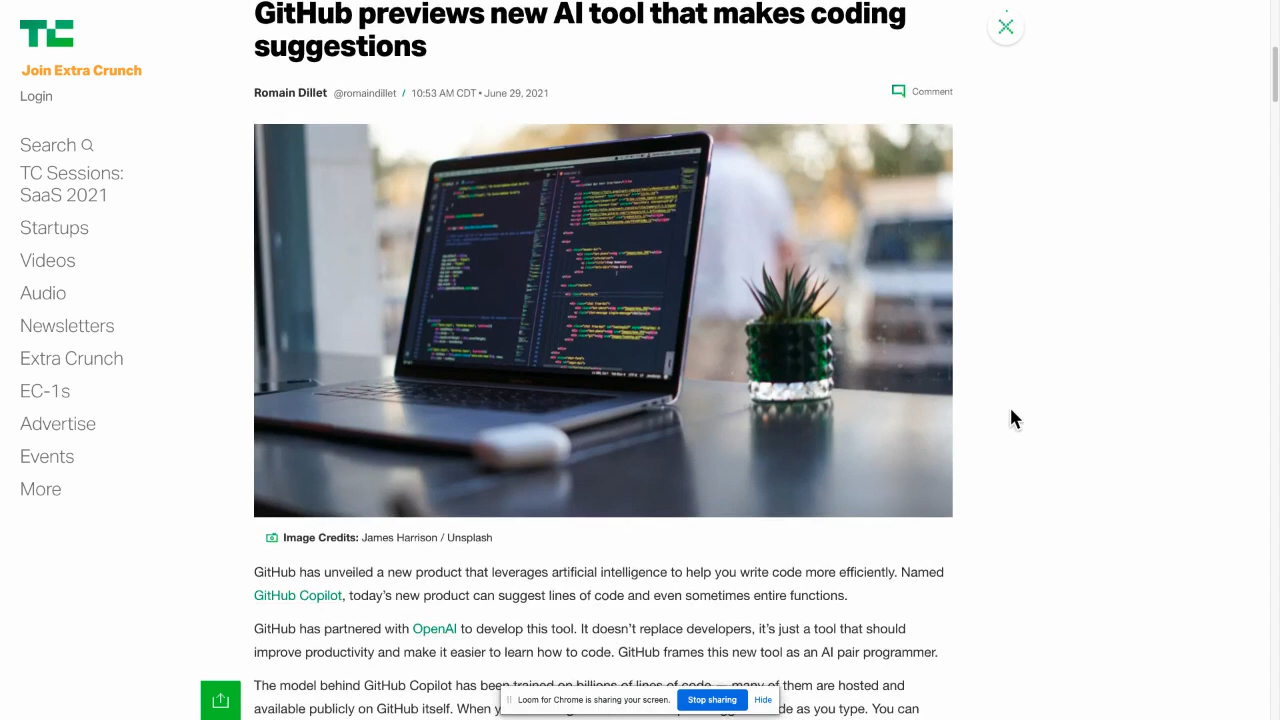 GitHub previews new AI tool that makes coding
suggestions
TC
Join Extra Crunch
Login
Search
TC Sessions:
SaaS 2021
Startups
Videos
Audio
Newsletters
Extra Crunch
EC-1s
Advertise
Events
More
Romain Dillet @romaindillet / 10:53 AM CDT • June 29, 2021
Comment
Image Credits: James Harrison / Unsplash
GitHub has unveiled a new product that leverages artificial intelligence to help you write code more efficiently. Named
GitHub Copilot, today’s new product can suggest lines of code and even sometimes entire functions.
GitHub has partnered with OpenAI to develop this tool. It doesn’t replace developers, it’s just a tool that should
improve productivity and make it easier to learn how to code. GitHub frames this new tool as an AI pair programmer.
The model behind GitHub Copilot has been trained on billions of lines of code — many of them are hosted and
available publicly on GitHub itself. When as you type. You can
Loom for Chrome is sharing your screen. Stop sharing Hide